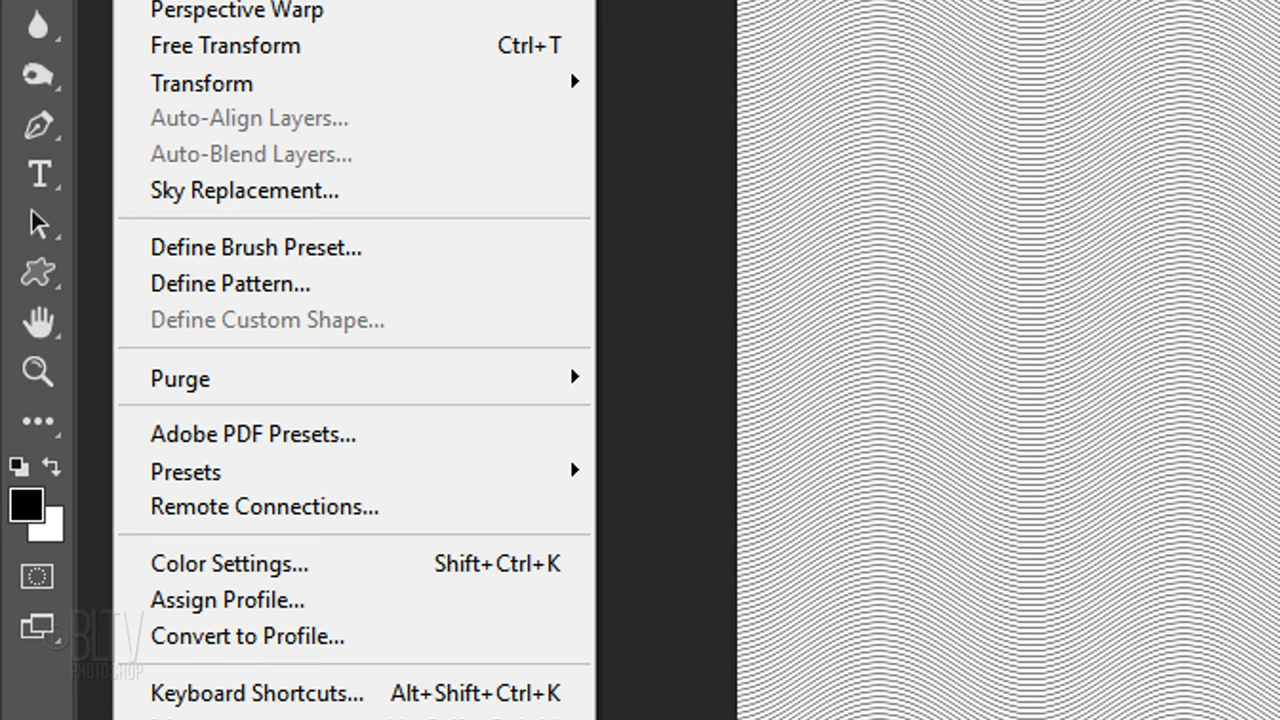 Perspective Warp
Free Transform Ctrl+T
Transform
Auto-Align Layers...
Auto-Blend Layers...
Sky Replacement...
Define Brush Preset...
Define Pattern...
Define Custom Shape...
Purge
Adobe PDF Presets...
Presets
Remote Connections...
Color Settings... Shift+Ctrl+K
Assign Profile...
Convert to Profile...
Keyboard Shortcuts... Alt+Shift+Ctrl+K
T
© BLTV
PHOTOSHOP